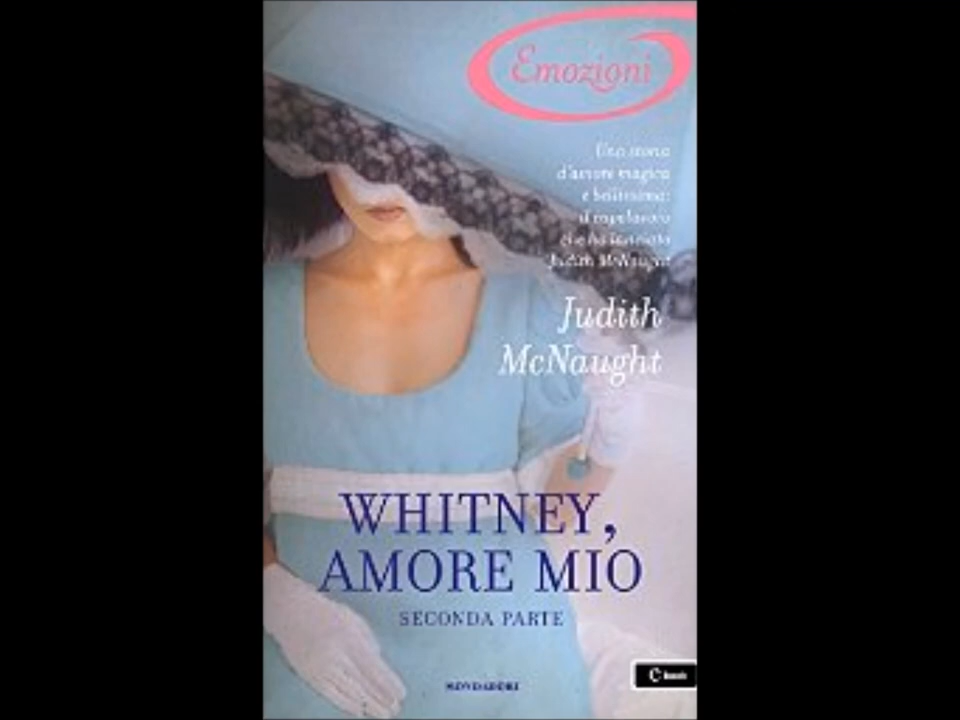 Emozioni
Una storia
d'amore magica
e bellissima:
il capolavoro
che ha lanciato
Judith McNaught
Judith
McNaught
WHITNEY,
AMORE MIO
SECONDA PARTE
MONDADORI